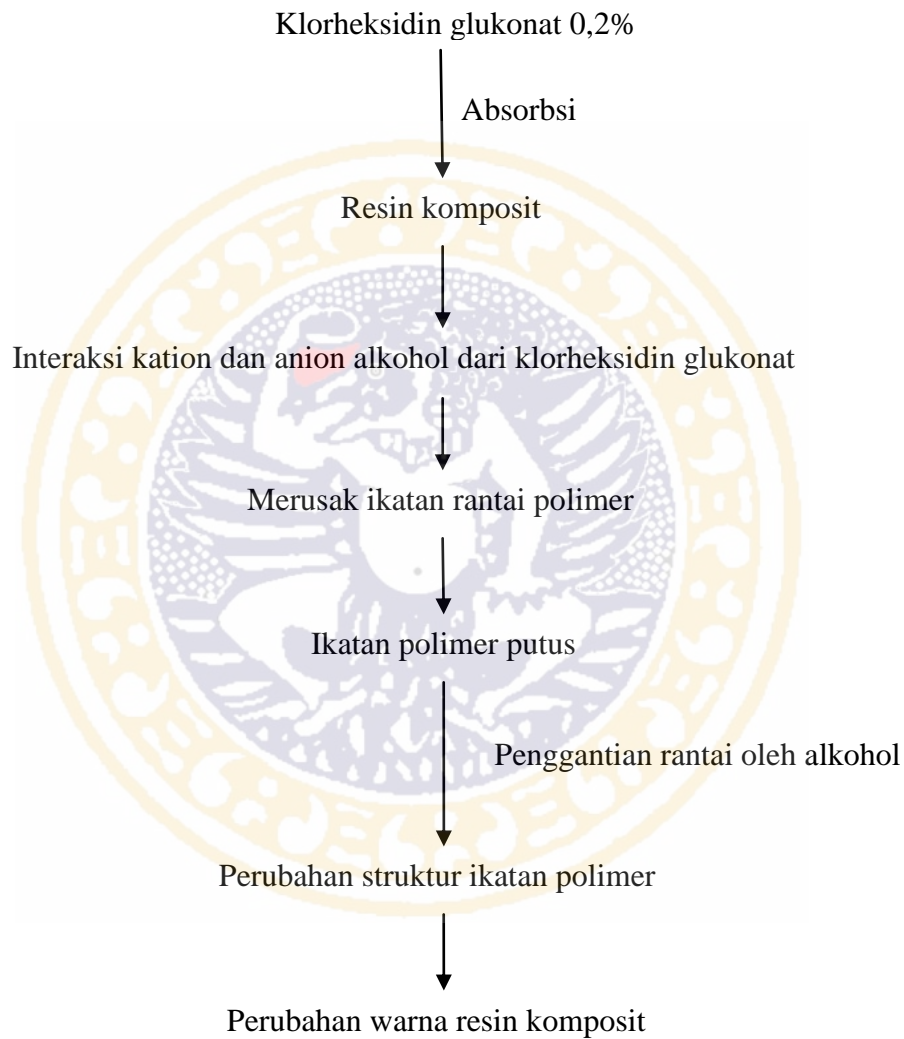 Klorheksidin glukonat 0,2%
Absorbsi
Resin komposit
Interaksi kation dan anion alkohol dari klorheksidin glukonat
Merusak ikatan rantai polimer
Ikatan polimer putus
Penggantian rantai oleh alkohol
Perubahan struktur ikatan polimer
Perubahan warna resin komposit